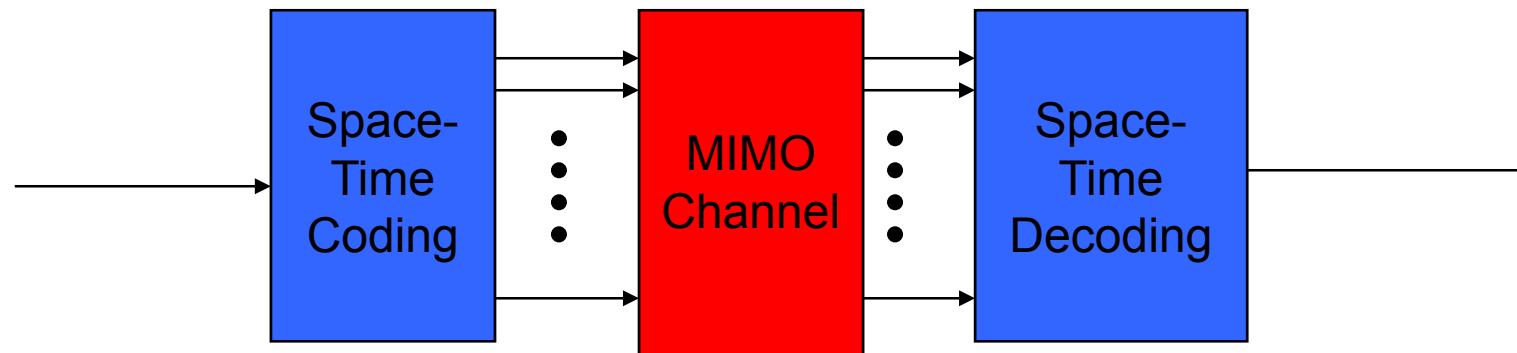 Space-
Time
Coding
MIMO
Channel
Space-
Time
Decoding